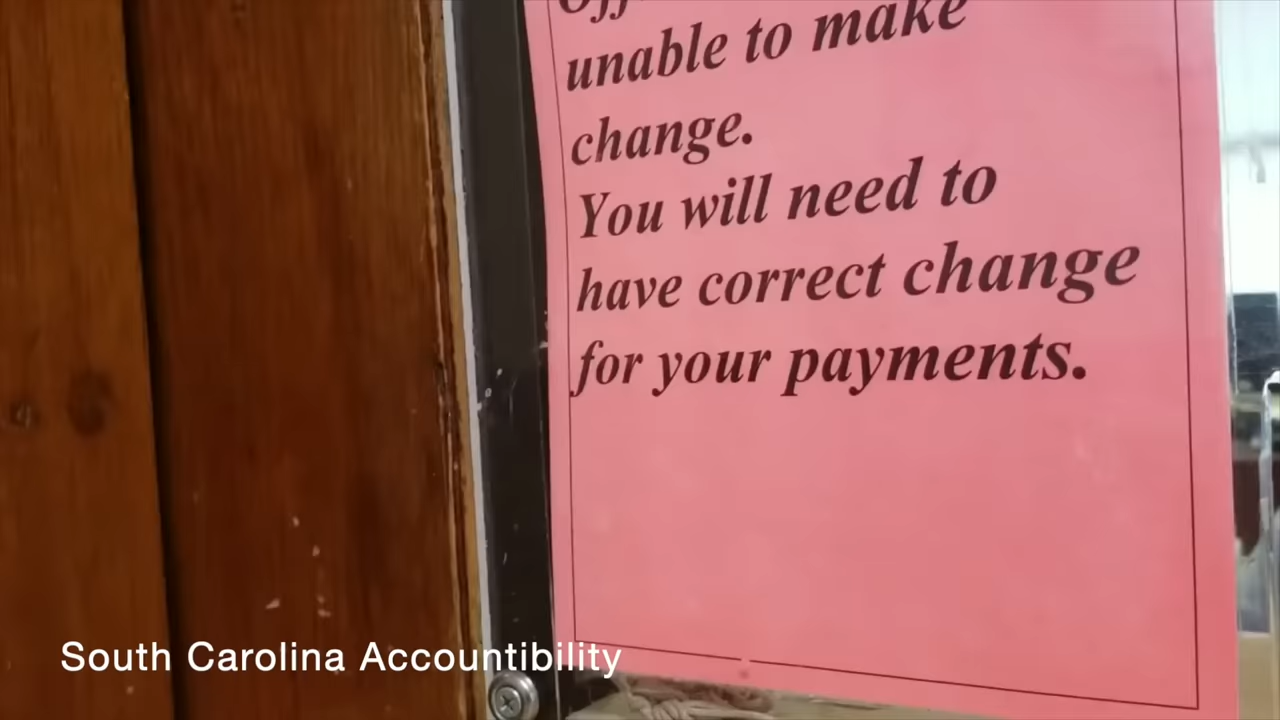 unable to make
change.
You will need to
have correct change
for your payments.
South Carolina Accountibility